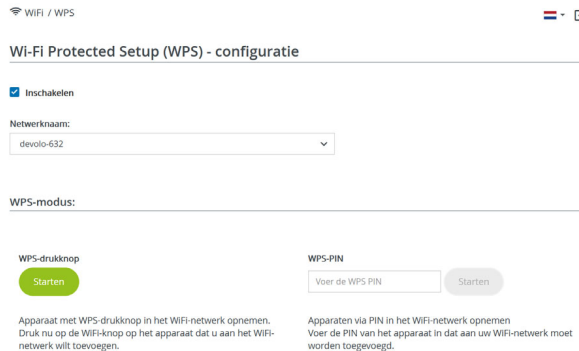 WiFi / WPS
Wi-Fi Protected Setup (WPS) - configuratie
Inschakelen
Netwerknaam:
devolo-632
WPS-modus:
WPS-drukknop
Starten
Apparaat met WPS-drukknop in het WiFi-netwerk opnemen.
Druk nu op de WiFi-knop op het apparaat dat u aan het WiFi-
netwerk wilt toevoegen.
WPS-PIN
Voer de WPS PIN
Starten
Apparaten via PIN in het WiFi-netwerk opnemen
Voer de PIN van het apparaat in dat aan uw WiFi-netwerk moet
worden toegevoegd.